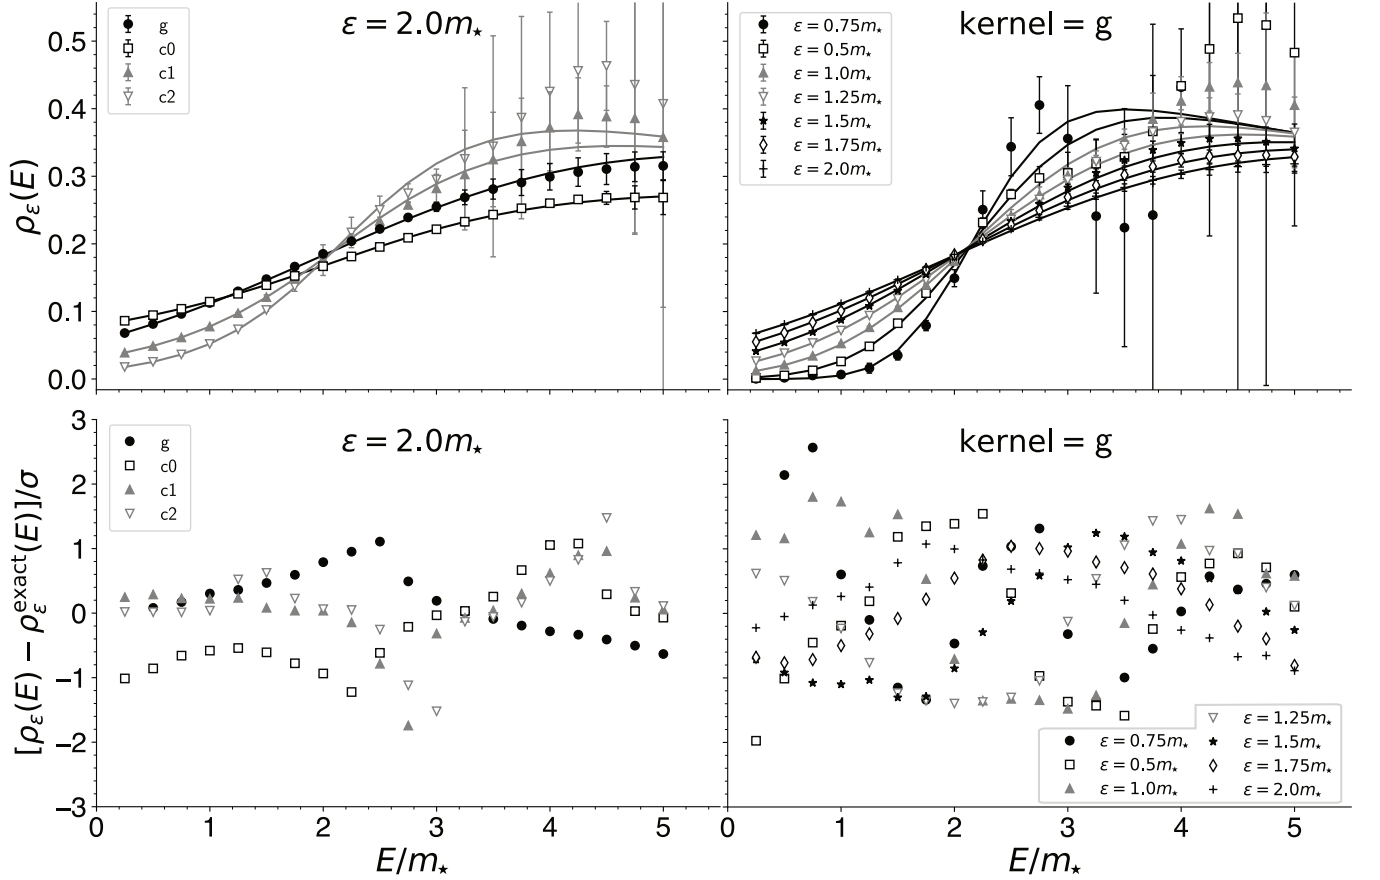 ρε(E)
0.5
0.4
0.3
0.2
0.1
0.0
g
c0
c1
c2
ε = 2.0m⋆
ε = 0.75m⋆
ε = 0.5m⋆
ε = 1.0m⋆
ε = 1.25m⋆
ε = 1.5m⋆
ε = 1.75m⋆
ε = 2.0m⋆
kernel = g
[ρε(E) − ρε^exact(E)]/σ
3
2
1
0
−1
−2
−3
g
c0
c1
c2
ε = 2.0m⋆
kernel = g
ε = 0.75m⋆
ε = 0.5m⋆
ε = 1.0m⋆
ε = 1.25m⋆
ε = 1.5m⋆
ε = 1.75m⋆
ε = 2.0m⋆
0 1 2 3 4 5
0 1 2 3 4 5
E/m⋆
E/m⋆